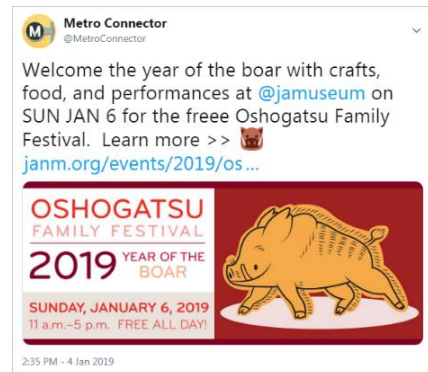 Metro Connector
@MetroConnector
Welcome the year of the boar with crafts,
food, and performances at @jamuseum on
SUN JAN 6 for the freee Oshogatsu Family
Festival. Learn more >>
janm.org/events/2019/os...
OSHOGATSU
FAMILY FESTIVAL
2019 YEAR OF THE
BOAR
SUNDAY, JANUARY 6, 2019
11 a.m.–5 p.m. FREE ALL DAY!
2:35 PM - 4 Jan 2019